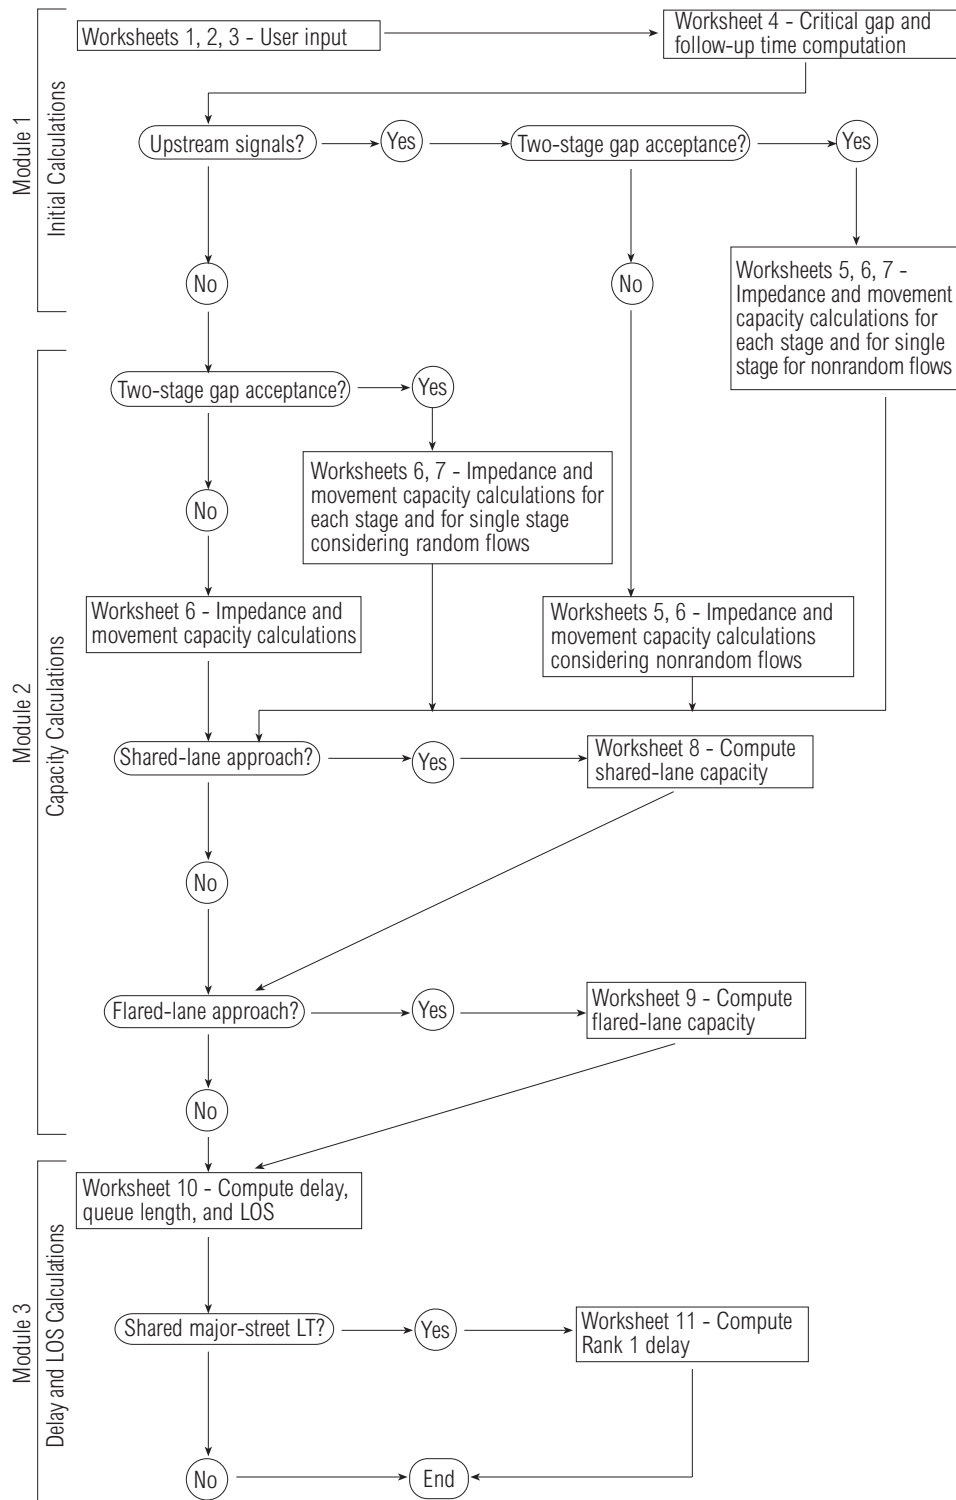 Module 1
Initial Calculations
Worksheets 1, 2, 3 - User input
Worksheet 4 - Critical gap and
follow-up time computation
Upstream signals?
Yes
Two-stage gap acceptance?
Yes
No
No
Worksheets 5, 6, 7 -
Impedance and movement
capacity calculations for
each stage and for single
stage for nonrandom flows
Module 2
Capacity Calculations
Two-stage gap acceptance?
Yes
Worksheets 6, 7 - Impedance and
movement capacity calculations for
each stage and for single stage
considering random flows
No
Worksheet 6 - Impedance and
movement capacity calculations
Worksheets 5, 6 - Impedance and
movement capacity calculations
considering nonrandom flows
Shared-lane approach?
Yes
Worksheet 8 - Compute
shared-lane capacity
No
Flared-lane approach?
Yes
Worksheet 9 - Compute
flared-lane capacity
No
Module 3
Delay and LOS Calculations
Worksheet 10 - Compute delay,
queue length, and LOS
Shared major-street LT?
Yes
Worksheet 11 - Compute
Rank 1 delay
No
End